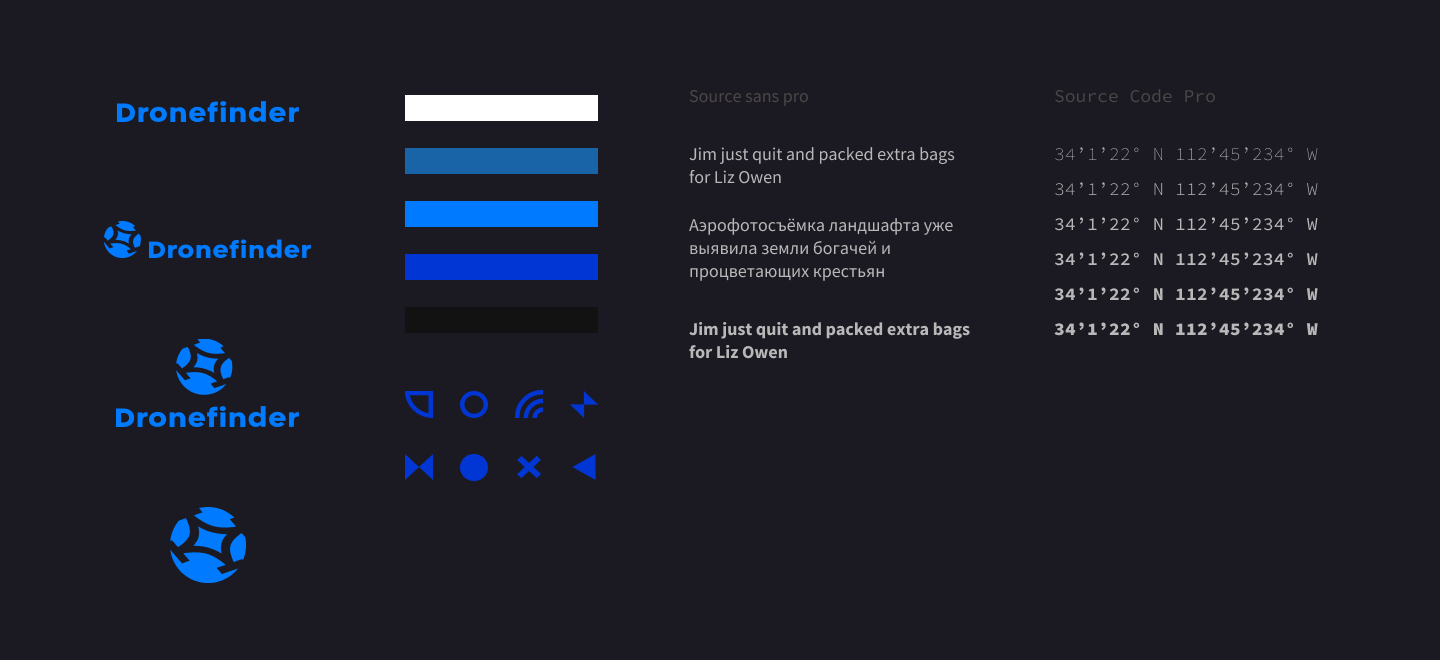 Dronefinder
Dronefinder
Dronefinder
Source sans pro
Jim just quit and packed extra bags
for Liz Owen
Аэрофотосъёмка ландшафта уже
выявила земли богачей и
процветающих крестьян
Jim just quit and packed extra bags
for Liz Owen
Source Code Pro
34’1’22° N 112’45’234° W
34’1’22° N 112’45’234° W
34’1’22° N 112’45’234° W
34’1’22° N 112’45’234° W
34’1’22° N 112’45’234° W
34’1’22° N 112’45’234° W